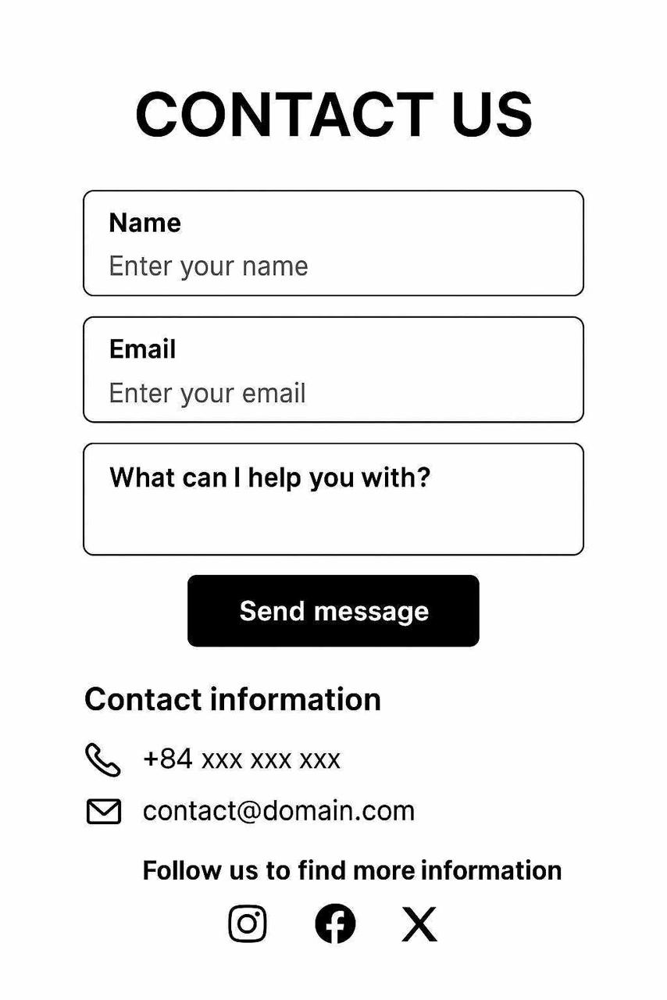 CONTACT US
Name
Enter your name
Email
Enter your email
What can I help you with?
Send message
Contact information
+84 xxx xxx xxx
contact@domain.com
Follow us to find more information